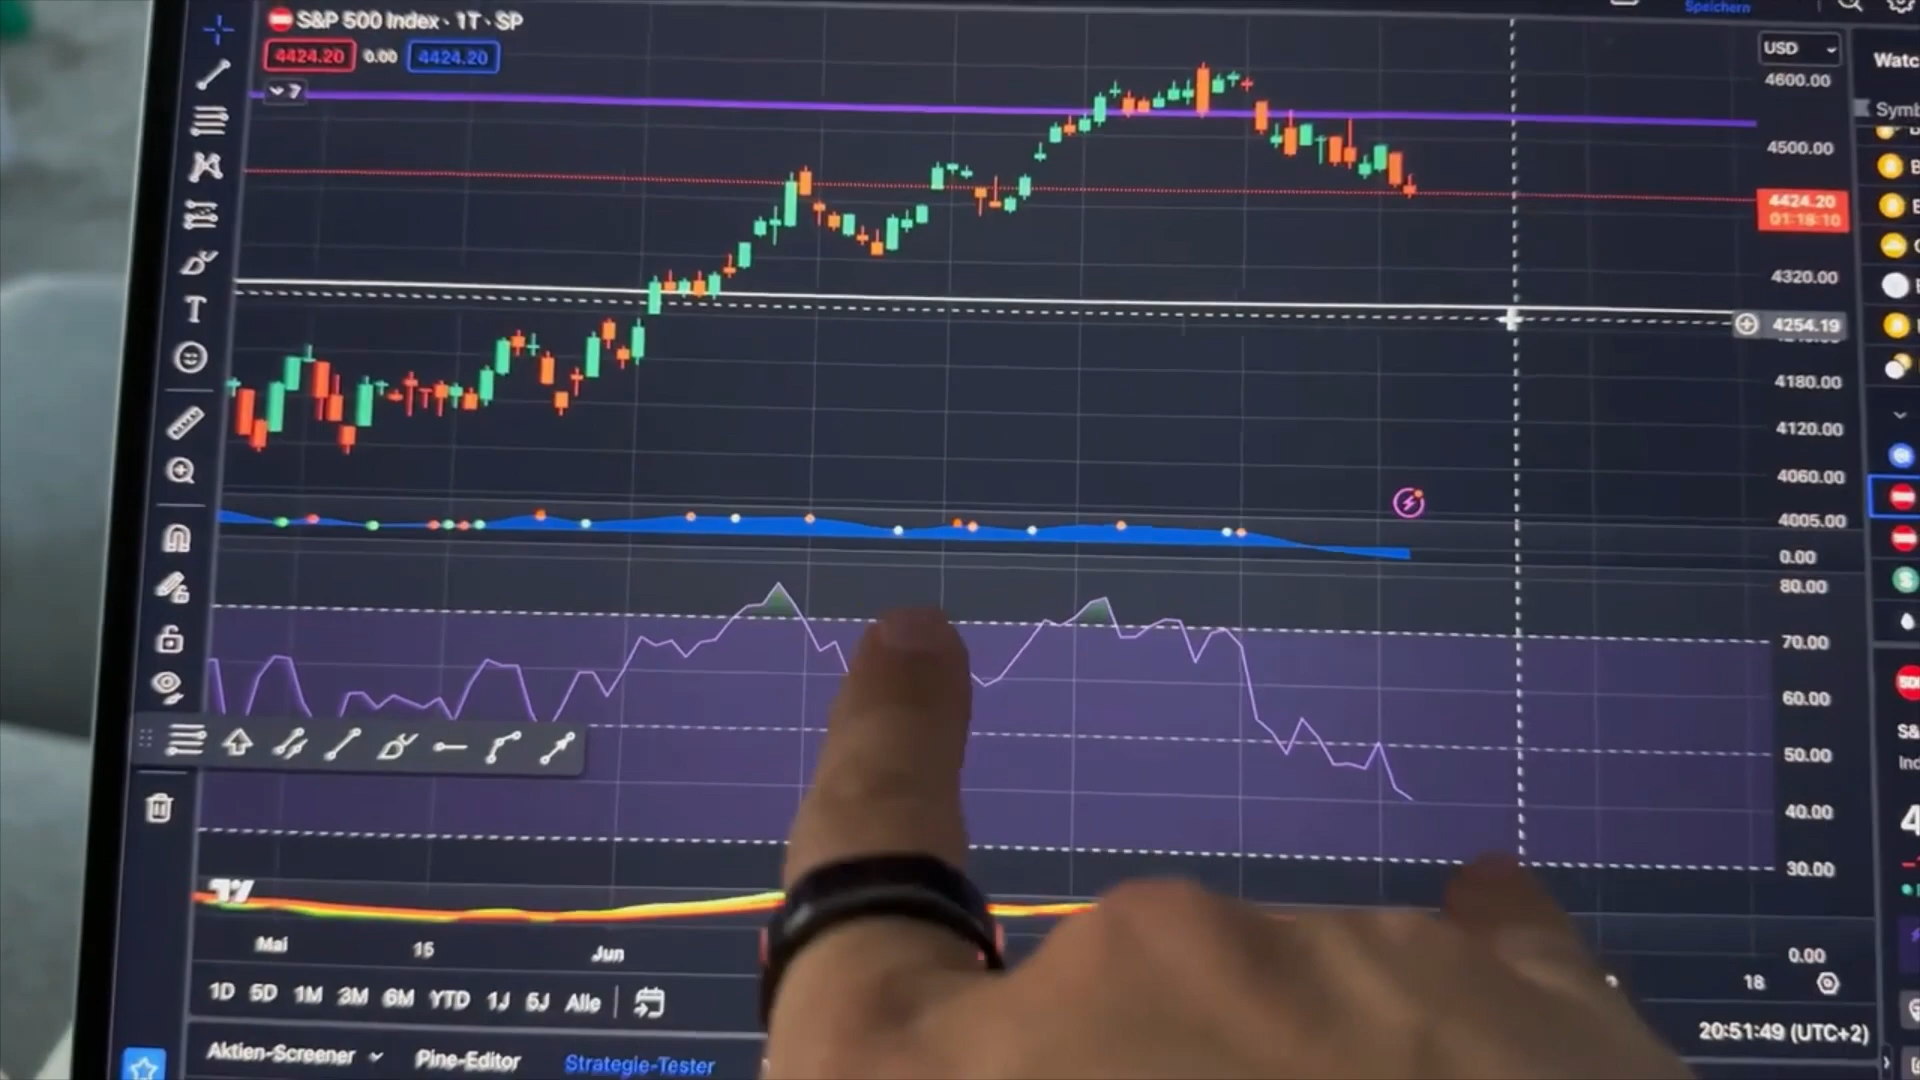 Speichern
S&P 500 Index · 1T · SP
4424.20 0.00 4424.20
7
USD
Watc
Symb
4600.00
4500.00
4424.20
01:18:10
4320.00
4254.19
4180.00
4120.00
4060.00
4005.00
0.00
80.00
70.00
60.00
50.00
40.00
30.00
0.00
T
S&
Ind
4
Mai 15 Jun 18
1D 5D 1M 3M 6M YTD 1J 5J Alle
20:51:49 (UTC+2)
Aktien-Screener Pine-Editor Strategie-Tester